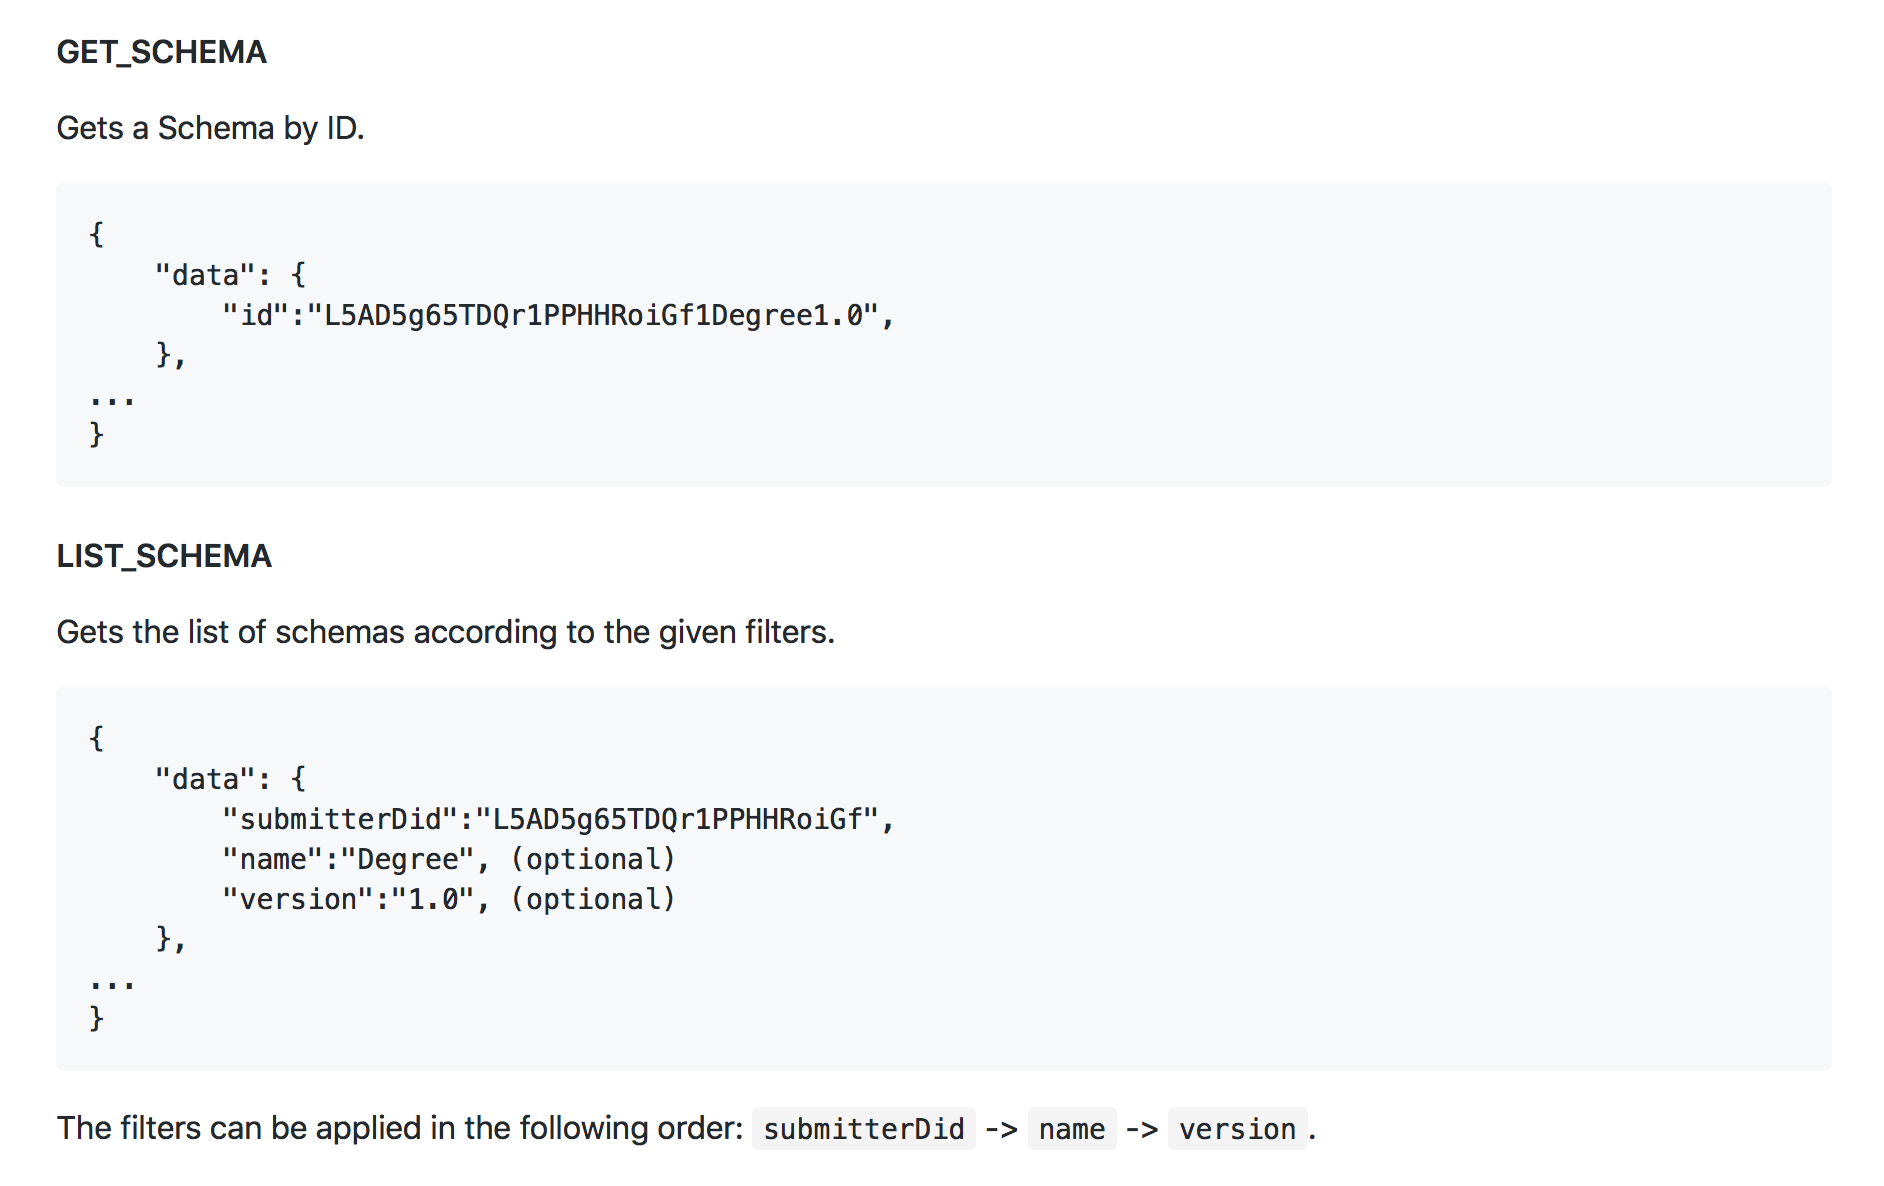 GET_SCHEMA
Gets a Schema by ID.
{
    "data": {
        "id":"L5AD5g65TDQr1PPHHRoiGf1Degree1.0",
    },
...
}
LIST_SCHEMA
Gets the list of schemas according to the given filters.
{
    "data": {
        "submitterDid":"L5AD5g65TDQr1PPHHRoiGf",
        "name":"Degree", (optional)
        "version":"1.0", (optional)
    },
...
}
The filters can be applied in the following order: submitterDid -> name -> version .